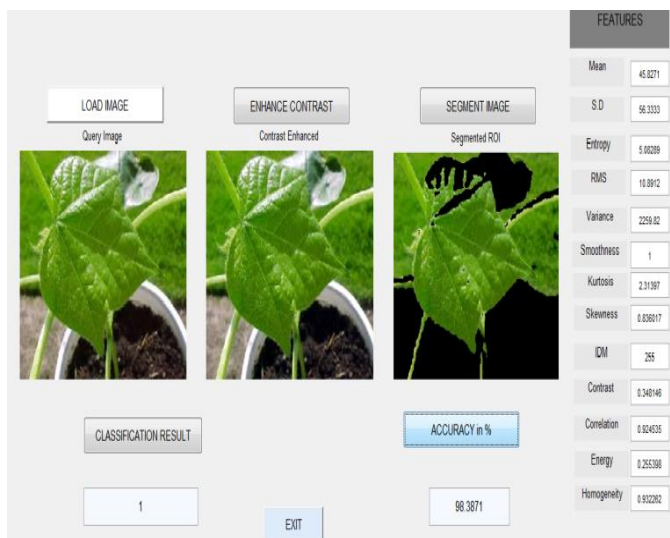 FEATURES
Mean 45.8271
S.D 56.3333
Entropy 5.08289
RMS 10.8912
Variance 2259.82
Smoothness 1
Kurtosis 2.31397
Skewness 0.836017
IDM 255
Contrast 0.348146
Correlation 0.924535
Energy 0.255398
Homogeneity 0.932262
LOAD IMAGE
Query Image
ENHANCE CONTRAST
Contrast Enhanced
SEGMENT IMAGE
Segmented ROI
CLASSIFICATION RESULT
1
ACCURACY in %
98.3871
EXIT